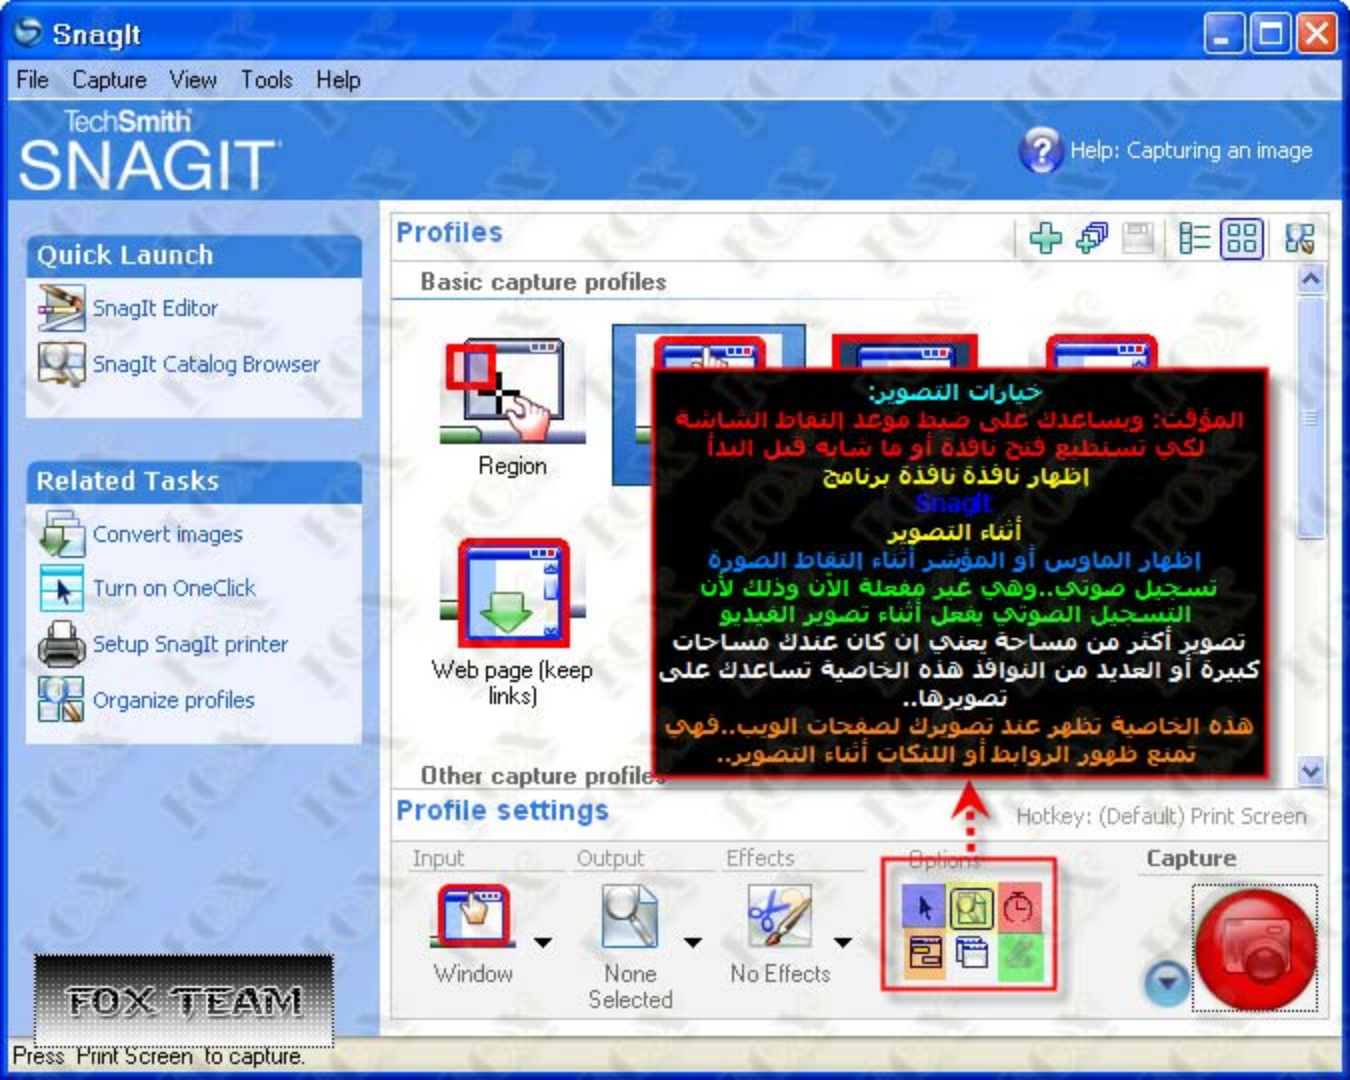 SnagIt
File Capture View Tools Help
TechSmith
SNAGIT
Help: Capturing an image
Quick Launch
SnagIt Editor
SnagIt Catalog Browser
Related Tasks
Convert images
Turn on OneClick
Setup SnagIt printer
Organize profiles
FOX TEAM
Profiles
Basic capture profiles
Region
Web page (keep
links)
خيارات التصوير:
المؤقت: ويساعدك على ضبط موعد إلتقاط الشاشة
لكي تستطيع فتح نافذة أو ما شابه قبل البدأ
إظهار نافذة نافذة برنامج
SnagIt
أثناء التصوير
إظهار الماوس أو المؤشر أثناء إلتقاط الصورة
تسجيل صوتي..وهي غير مفعلة الآن وذلك لأن
التسجيل الصوتي يفعل أثناء تصوير الفيديو
تصوير أكثر من مساحة يعني إن كان عندك مساحات
كبيرة أو العديد من النوافذ هذه الخاصية تساعدك على
تصويرها..
هذه الخاصية تظهر عند تصويرك لصفحات الويب..فهي
تمنع ظهور الروابط أو اللنكات أثناء التصوير..
Other capture profiles
Profile settings
Hotkey: (Default) Print Screen
Input Output Effects Options Capture
Window
None
Selected
No Effects
Press 'Print Screen' to capture.
FOX